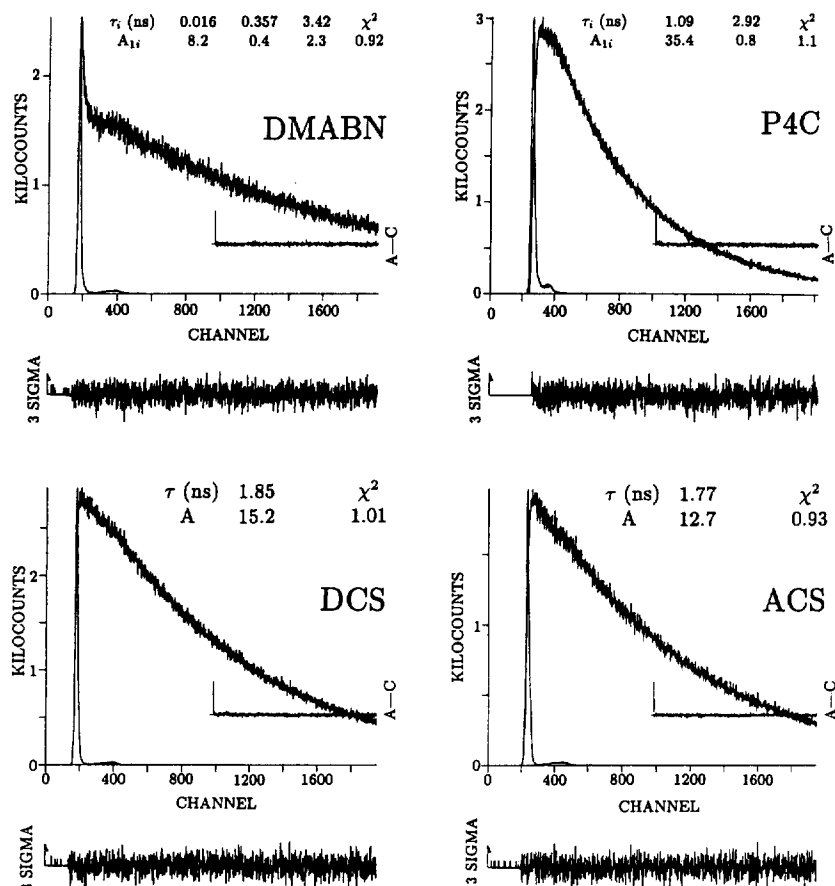 τi (ns) 0.016 0.357 3.42 χ2
A1i 8.2 0.4 2.3 0.92
2
1
0
KILOCOUNTS
DMABN
A—C
0 400 800 1200 1600
CHANNEL
3 SIGMA
τi (ns) 1.09 2.92 χ2
A1i 35.4 0.8 1.1
3
2
1
0
KILOCOUNTS
P4C
A—C
0 400 800 1200 1600
CHANNEL
3 SIGMA
τ (ns) 1.85 χ2
A 15.2 1.01
2
1
0
KILOCOUNTS
DCS
A—C
0 400 800 1200 1600
CHANNEL
3 SIGMA
τ (ns) 1.77 χ2
A 12.7 0.93
1
0
KILOCOUNTS
ACS
A—C
0 400 800 1200 1600
CHANNEL
3 SIGMA